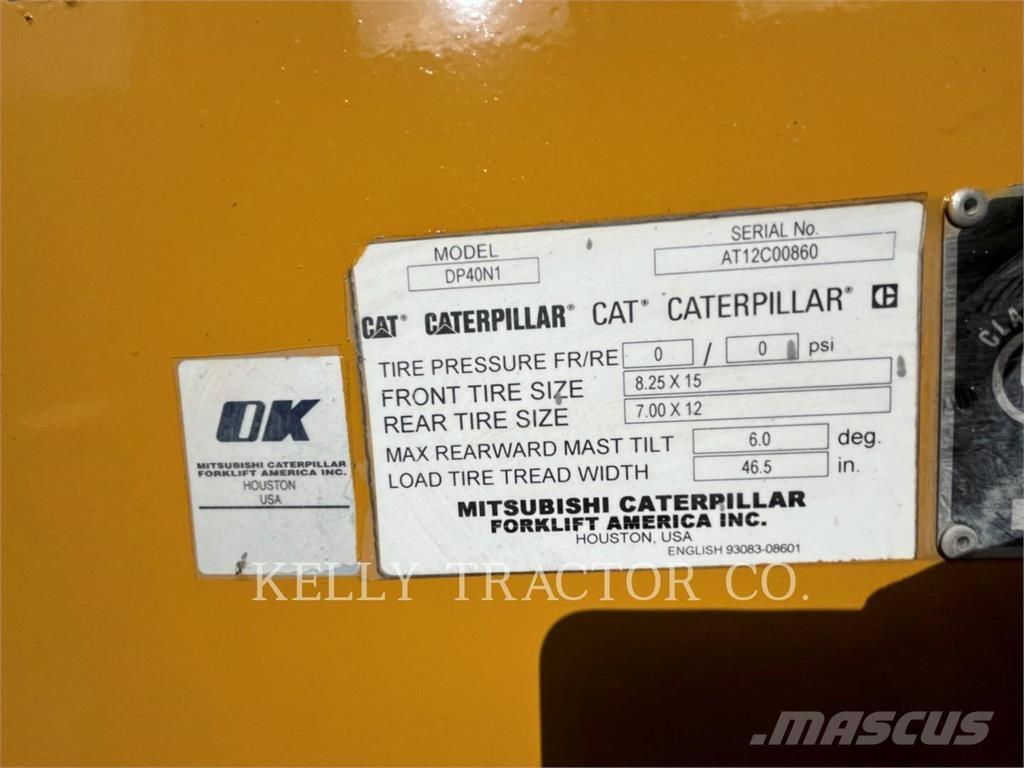 MODEL
DP40N1
SERIAL No.
AT12C00860
CAT® CATERPILLAR® CAT® CATERPILLAR® C
TIRE PRESSURE FR/RE 0 / 0 psi
FRONT TIRE SIZE 8.25 X 15
REAR TIRE SIZE 7.00 X 12
MAX REARWARD MAST TILT 6.0 deg.
LOAD TIRE TREAD WIDTH 46.5 in.
MITSUBISHI CATERPILLAR
FORKLIFT AMERICA INC.
HOUSTON, USA
ENGLISH 93083-08601
OK
MITSUBISHI CATERPILLAR
FORKLIFT AMERICA INC.
HOUSTON
USA
CLA
KELLY TRACTOR CO.
MASCUS